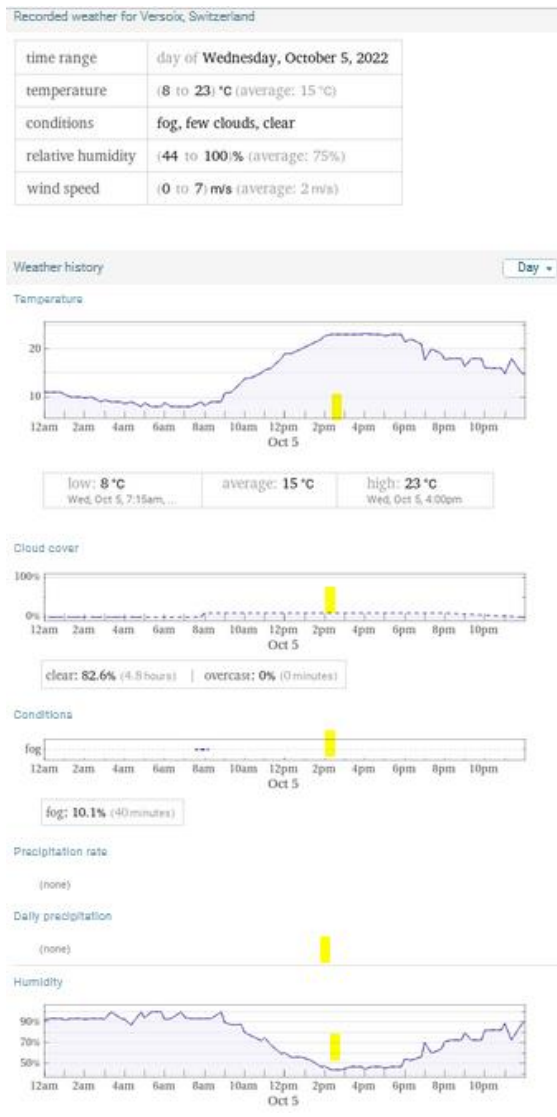 Recorded weather for Versoix, Switzerland
time range day of Wednesday, October 5, 2022
temperature (8 to 23) °C (average: 15 °C)
conditions fog, few clouds, clear
relative humidity (44 to 100)% (average: 75%)
wind speed (0 to 7) m/s (average: 2 m/s)
Weather history Day
Temperature
20
10
12am 2am 4am 6am 8am 10am 12pm 2pm 4pm 6pm 8pm 10pm
Oct 5
low: 8 °C average: 15 °C high: 23 °C
Wed, Oct 5, 7:15am, ... Wed, Oct 5, 4:00pm
Cloud cover
100%
0%
12am 2am 4am 6am 8am 10am 12pm 2pm 4pm 6pm 8pm 10pm
Oct 5
clear: 82.6% (4.8 hours) | overcast: 0% (0 minutes)
Conditions
fog
12am 2am 4am 6am 8am 10am 12pm 2pm 4pm 6pm 8pm 10pm
Oct 5
fog: 10.1% (40 minutes)
Precipitation rate
(none)
Daily precipitation
(none)
Humidity
90%
70%
50%
12am 2am 4am 6am 8am 10am 12pm 2pm 4pm 6pm 8pm 10pm
Oct 5